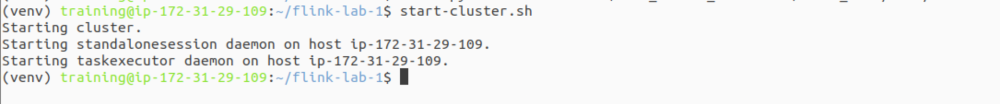 (venv) training@ip-172-31-29-109:~/flink-lab-1$ start-cluster.sh
Starting cluster.
Starting standalonesession daemon on host ip-172-31-29-109.
Starting taskexecutor daemon on host ip-172-31-29-109.
(venv) training@ip-172-31-29-109:~/flink-lab-1$